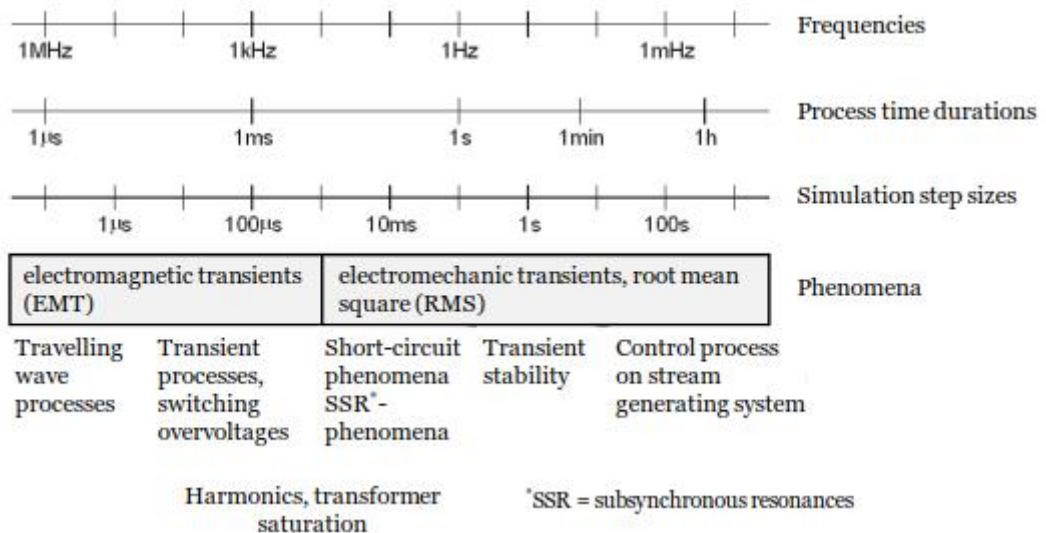 1MHz 1kHz 1Hz 1mHz Frequencies
1µs 1ms 1s 1min 1h Process time durations
1µs 100µs 10ms 1s 100s Simulation step sizes
electromagnetic transients
(EMT)
electromechanic transients, root mean
square (RMS)
Phenomena
Travelling
wave
processes
Transient
processes,
switching
overvoltages
Short-circuit
phenomena
SSR*-
phenomena
Transient
stability
Control process
on stream
generating system
Harmonics, transformer
saturation
*SSR = subsynchronous resonances